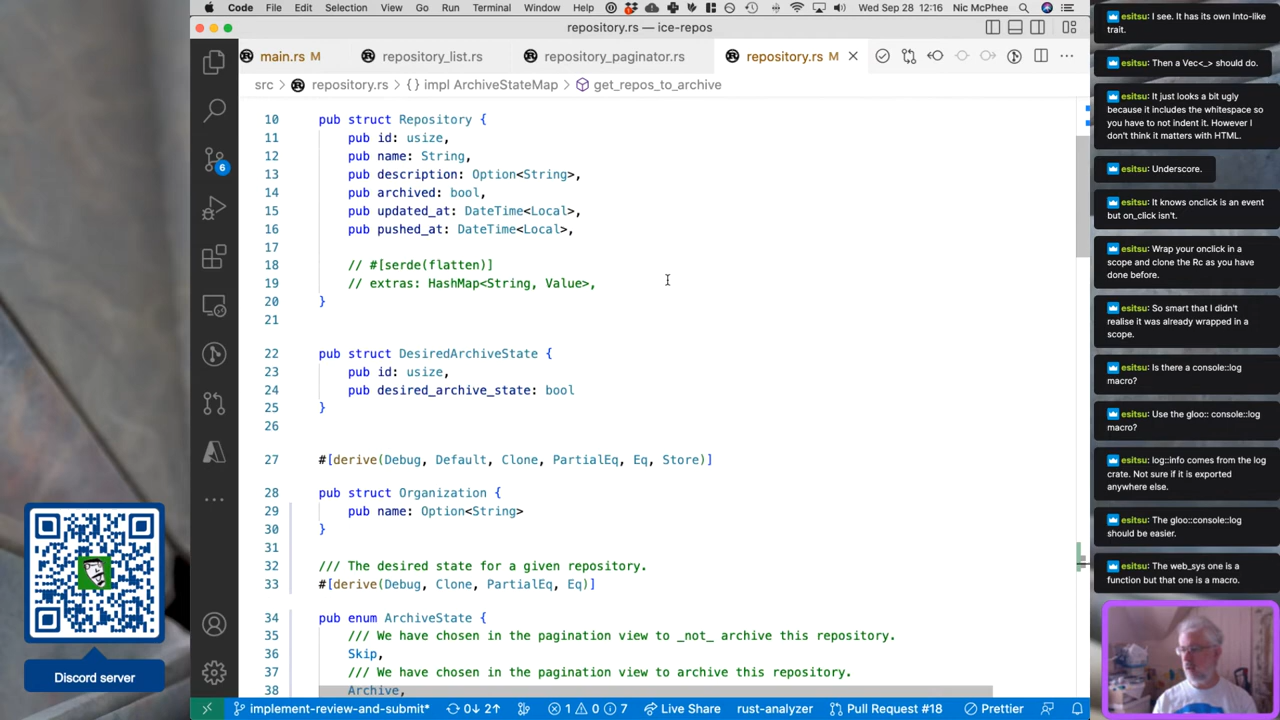 Code File Edit Selection View Go Run Terminal Window Help Wed Sep 28 12:16 Nic McPhee
repository.rs — ice-repos
main.rs M repository_list.rs repository_paginator.rs repository.rs M
src repository.rs {} impl ArchiveStateMap get_repos_to_archive
10 pub struct Repository {
11 pub id: usize,
12 pub name: String,
13 pub description: Option<String>,
14 pub archived: bool,
15 pub updated_at: DateTime<Local>,
16 pub pushed_at: DateTime<Local>,
17
18 // #[serde(flatten)]
19 // extras: HashMap<String, Value>,
20 }
21
22 pub struct DesiredArchiveState {
23 pub id: usize,
24 pub desired_archive_state: bool
25 }
26
27 #[derive(Debug, Default, Clone, PartialEq, Eq, Store)]
28 pub struct Organization {
29 pub name: Option<String>
30 }
31
32 /// The desired state for a given repository.
33 #[derive(Debug, Clone, PartialEq, Eq)]
34 pub enum ArchiveState {
35 /// We have chosen in the pagination view to _not_ archive this repository.
36 Skip,
37 /// We have chosen in the pagination view to archive this repository.
38 Archive,
6
implement-review-and-submit* 0↓ 2↑ 1 0 7 Live Share rust-analyzer Pull Request #18 Prettier
Discord server
esitsu: I see. It has its own Into-like
trait.
esitsu: Then a Vec<_> should do.
esitsu: It just looks a bit ugly
because it includes the whitespace so
you have to not indent it. However I
don't think it matters with HTML.
esitsu: Underscore.
esitsu: It knows onclick is an event
but on_click isn't.
esitsu: Wrap your onclick in a
scope and clone the Rc as you have
done before.
esitsu: So smart that I didn't
realise it was already wrapped in a
scope.
esitsu: Is there a console::log
macro?
esitsu: Use the gloo:: console::log
macro?
esitsu: log::info comes from the log
crate. Not sure if it is exported
anywhere else.
esitsu: The gloo::console::log
should be easier.
esitsu: The web_sys one is a
function but that one is a macro.